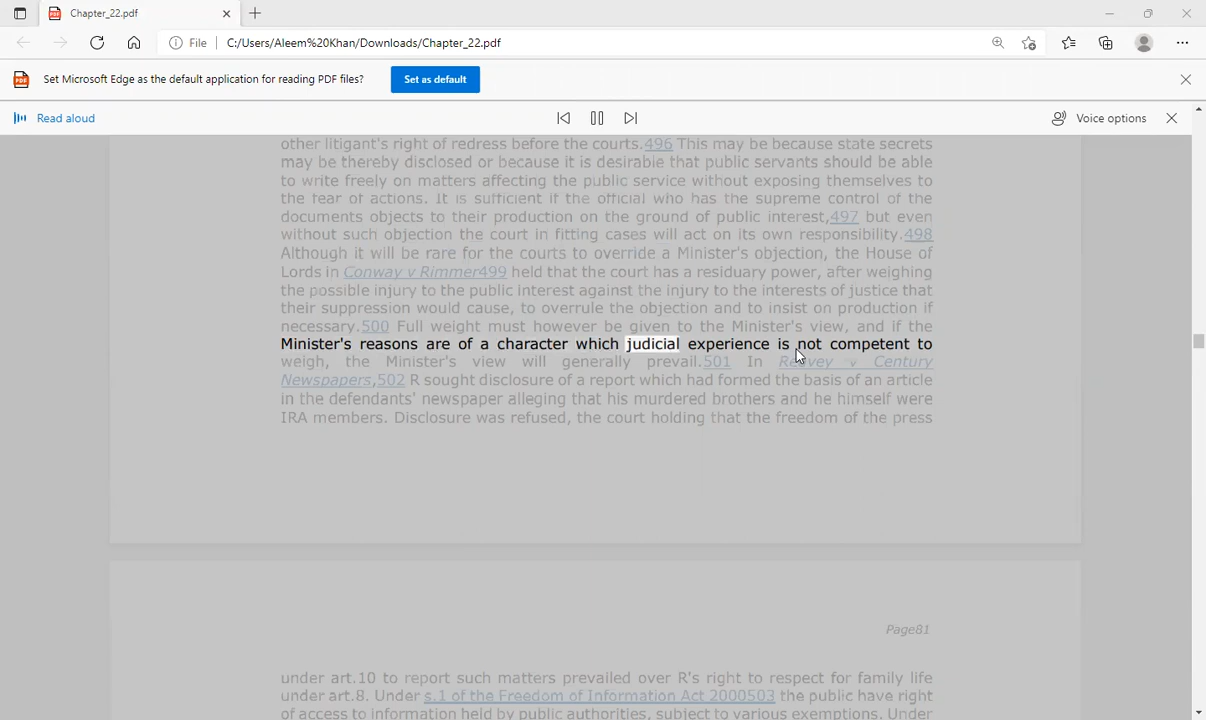 Chapter_22.pdf
File C:/Users/Aleem%20Khan/Downloads/Chapter_22.pdf
PDF Set Microsoft Edge as the default application for reading PDF files? Set as default
Read aloud Voice options
other litigant's right of redress before the courts.496 This may be because state secrets
may be thereby disclosed or because it is desirable that public servants should be able
to write freely on matters affecting the public service without exposing themselves to
the fear of actions. It is sufficient if the official who has the supreme control of the
documents objects to their production on the ground of public interest,497 but even
without such objection the court in fitting cases will act on its own responsibility.498
Although it will be rare for the courts to override a Minister's objection, the House of
Lords in Conway v Rimmer499 held that the court has a residuary power, after weighing
the possible injury to the public interest against the injury to the interests of justice that
their suppression would cause, to overrule the objection and to insist on production if
necessary.500 Full weight must however be given to the Minister's view, and if the
Minister's reasons are of a character which judicial experience is not competent to
weigh, the Minister's view will generally prevail.501 In Reavey v Century
Newspapers,502 R sought disclosure of a report which had formed the basis of an article
in the defendants' newspaper alleging that his murdered brothers and he himself were
IRA members. Disclosure was refused, the court holding that the freedom of the press
Page81
under art.10 to report such matters prevailed over R's right to respect for family life
under art.8. Under s.1 of the Freedom of Information Act 2000503 the public have right
of access to information held by public authorities, subject to various exemptions. Under